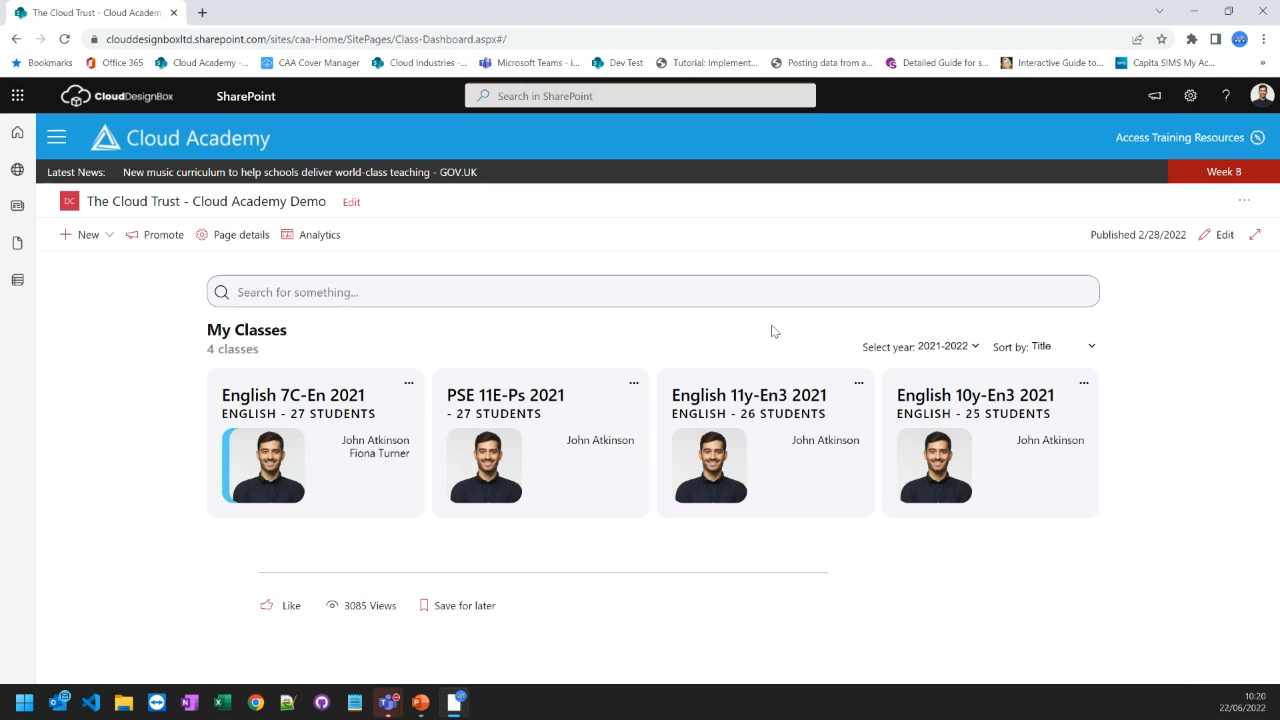 The Cloud Trust - Cloud Academ
clouddesignboxltd.sharepoint.com/sites/caa-Home/SitePages/Class-Dashboard.aspx#/
Bookmarks Office 365 Cloud Academy -... CAA Cover Manager Cloud Industries -... Microsoft Teams - i... Dev Test Tutorial: Implement... Posting data from a... Detailed Guide for s... Interactive Guide to... Capita SIMS My Ac... »
CLOUDDESIGNBOX SharePoint Search in SharePoint ?
Cloud Academy Access Training Resources
Latest News: New music curriculum to help schools deliver world-class teaching - GOV.UK Week B
DC The Cloud Trust - Cloud Academy Demo Edit ...
New Promote Page details Analytics Published 2/28/2022 Edit
Search for something...
My Classes
4 classes Select year: 2021-2022 Sort by: Title
English 7C-En 2021
ENGLISH - 27 STUDENTS
John Atkinson
Fiona Turner
PSE 11E-Ps 2021
- 27 STUDENTS
John Atkinson
English 11y-En3 2021
ENGLISH - 26 STUDENTS
John Atkinson
English 10y-En3 2021
ENGLISH - 25 STUDENTS
John Atkinson
Like 3085 Views Save for later
10:20
22/06/2022